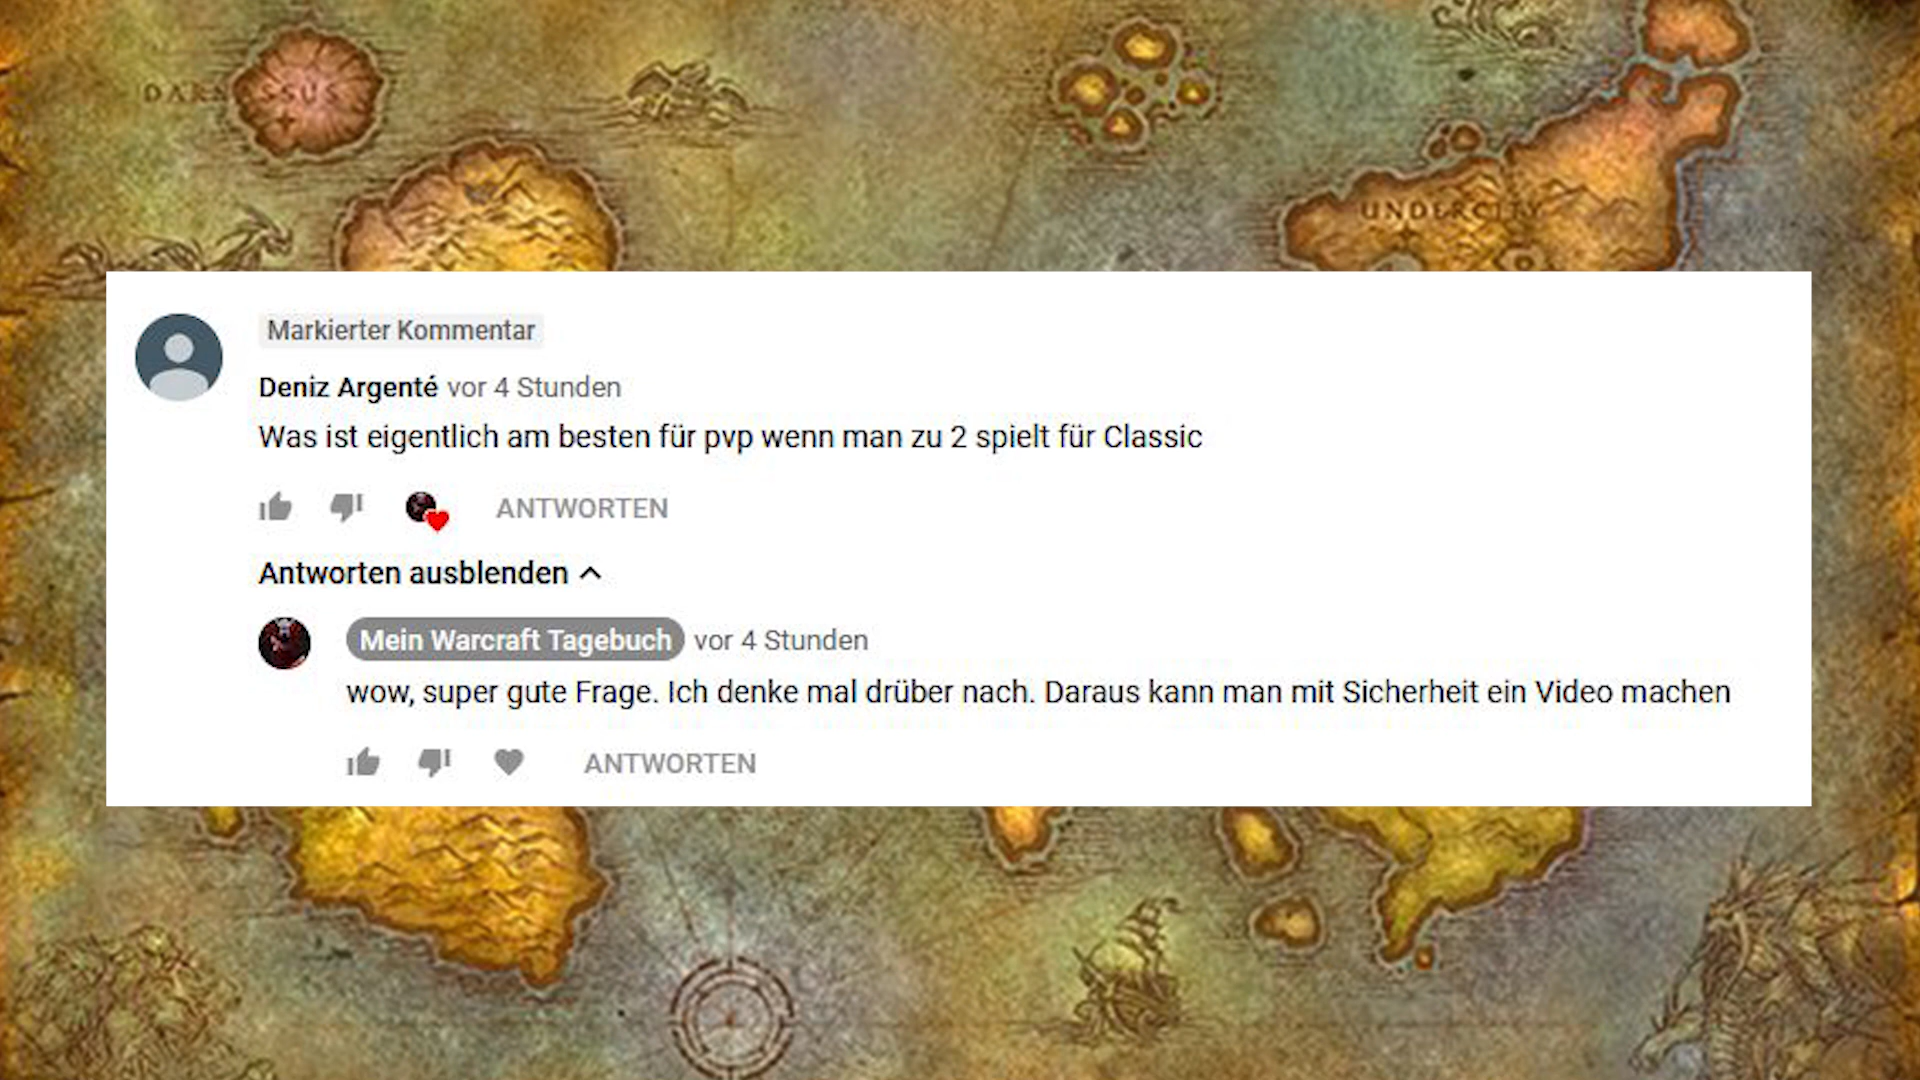 DARNASSUS
UNDERCITY
Markierter Kommentar
Deniz Argenté vor 4 Stunden
Was ist eigentlich am besten für pvp wenn man zu 2 spielt für Classic
ANTWORTEN
Antworten ausblenden
Mein Warcraft Tagebuch vor 4 Stunden
wow, super gute Frage. Ich denke mal drüber nach. Daraus kann man mit Sicherheit ein Video machen
ANTWORTEN